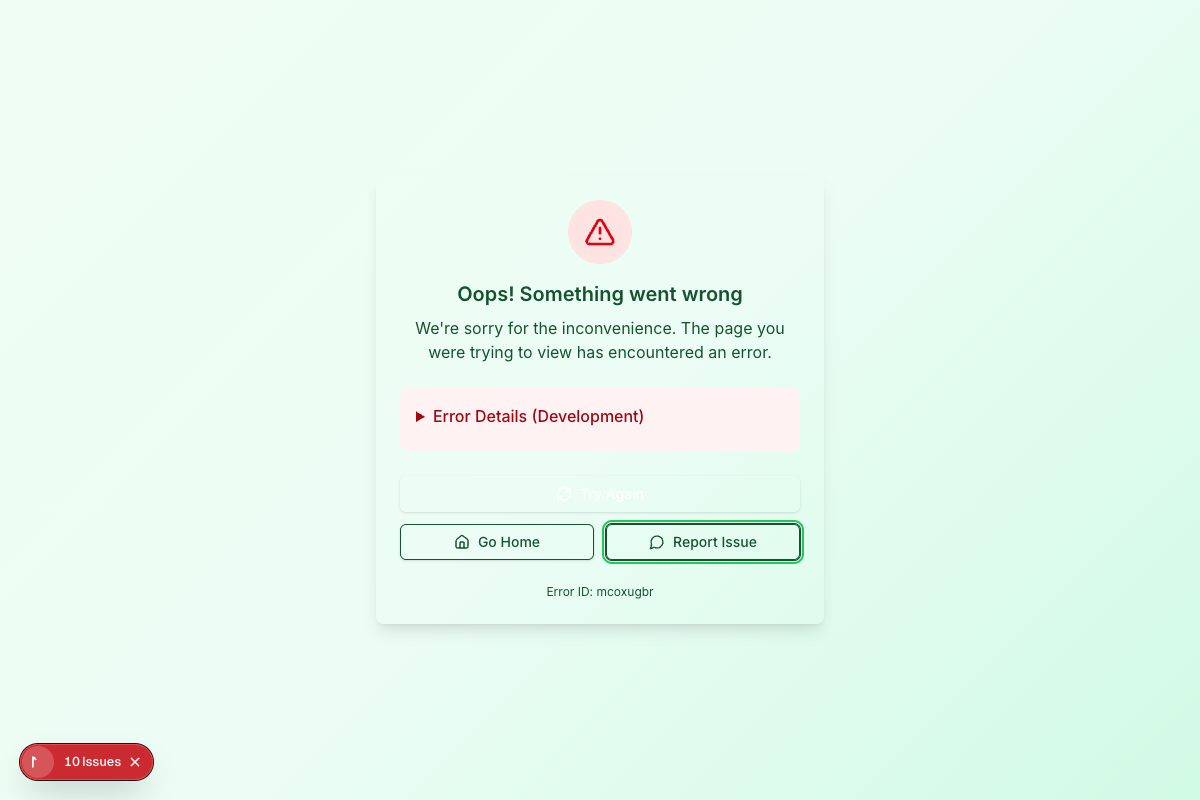 Oops! Something went wrong
We're sorry for the inconvenience. The page you
were trying to view has encountered an error.
Error Details (Development)
Try Again
Go Home
Report Issue
Error ID: mcoxugbr
10 Issues